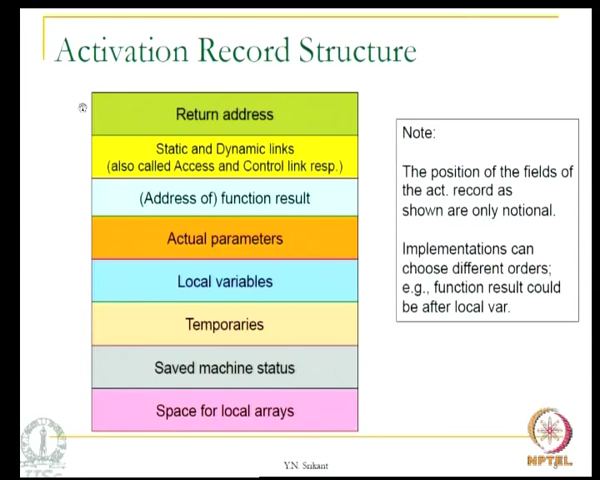 Activation Record Structure
Return address
Static and Dynamic links
(also called Access and Control link resp.)
(Address of) function result
Actual parameters
Local variables
Temporaries
Saved machine status
Space for local arrays
Note:
The position of the fields of
the act. record as
shown are only notional.
Implementations can
choose different orders;
e.g., function result could
be after local var.
Y.N. Srikant
NPTEL